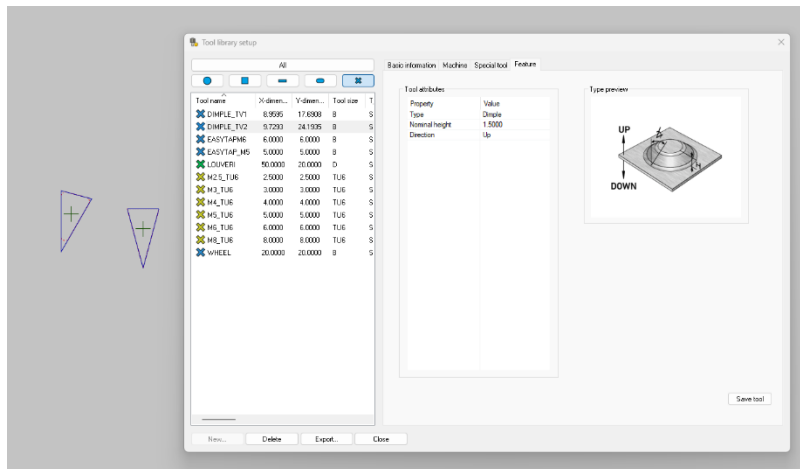 Tool library setup
All
Basic information Machine Special tool Feature
Tool name X-dimen... Y-dimen... Tool size T
DIMPLE_TV1 8.9595 17.6908 B S
DIMPLE_TV2 9.7293 24.1935 B S
EASYTAPM6 6.0000 6.0000 B S
EASYTAP_M5 5.0000 5.0000 B S
LOUVERI 50.0000 20.0000 D S
M2.5_TU6 2.5000 2.5000 TU6 S
M3_TU6 3.0000 3.0000 TU6 S
M4_TU6 4.0000 4.0000 TU6 S
M5_TU6 5.0000 5.0000 TU6 S
M6_TU6 6.0000 6.0000 TU6 S
M8_TU6 8.0000 8.0000 TU6 S
WHEEL 20.0000 20.0000 B S
Tool attributes
Property Value
Type Dimple
Nominal height 1.5000
Direction Up
Type preview
UP
DOWN
H
Save tool
New... Delete Export... Close